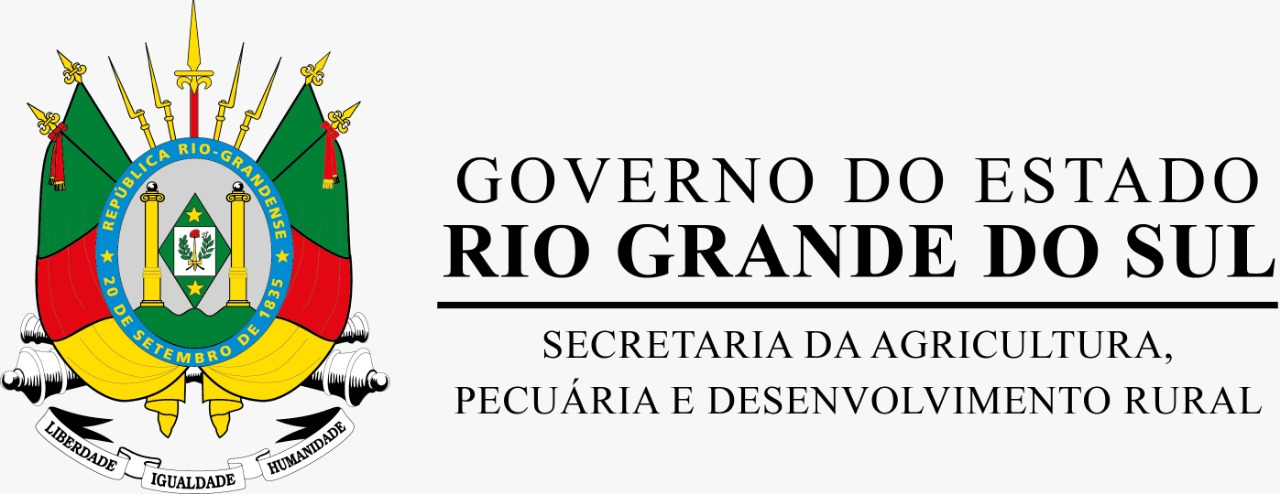 REPÚBLICA RIO-GRANDENSE
20 DE SETEMBRO DE 1835
LIBERDADE
IGUALDADE
HUMANIDADE
GOVERNO DO ESTADO
RIO GRANDE DO SUL
SECRETARIA DA AGRICULTURA,
PECUÁRIA E DESENVOLVIMENTO RURAL